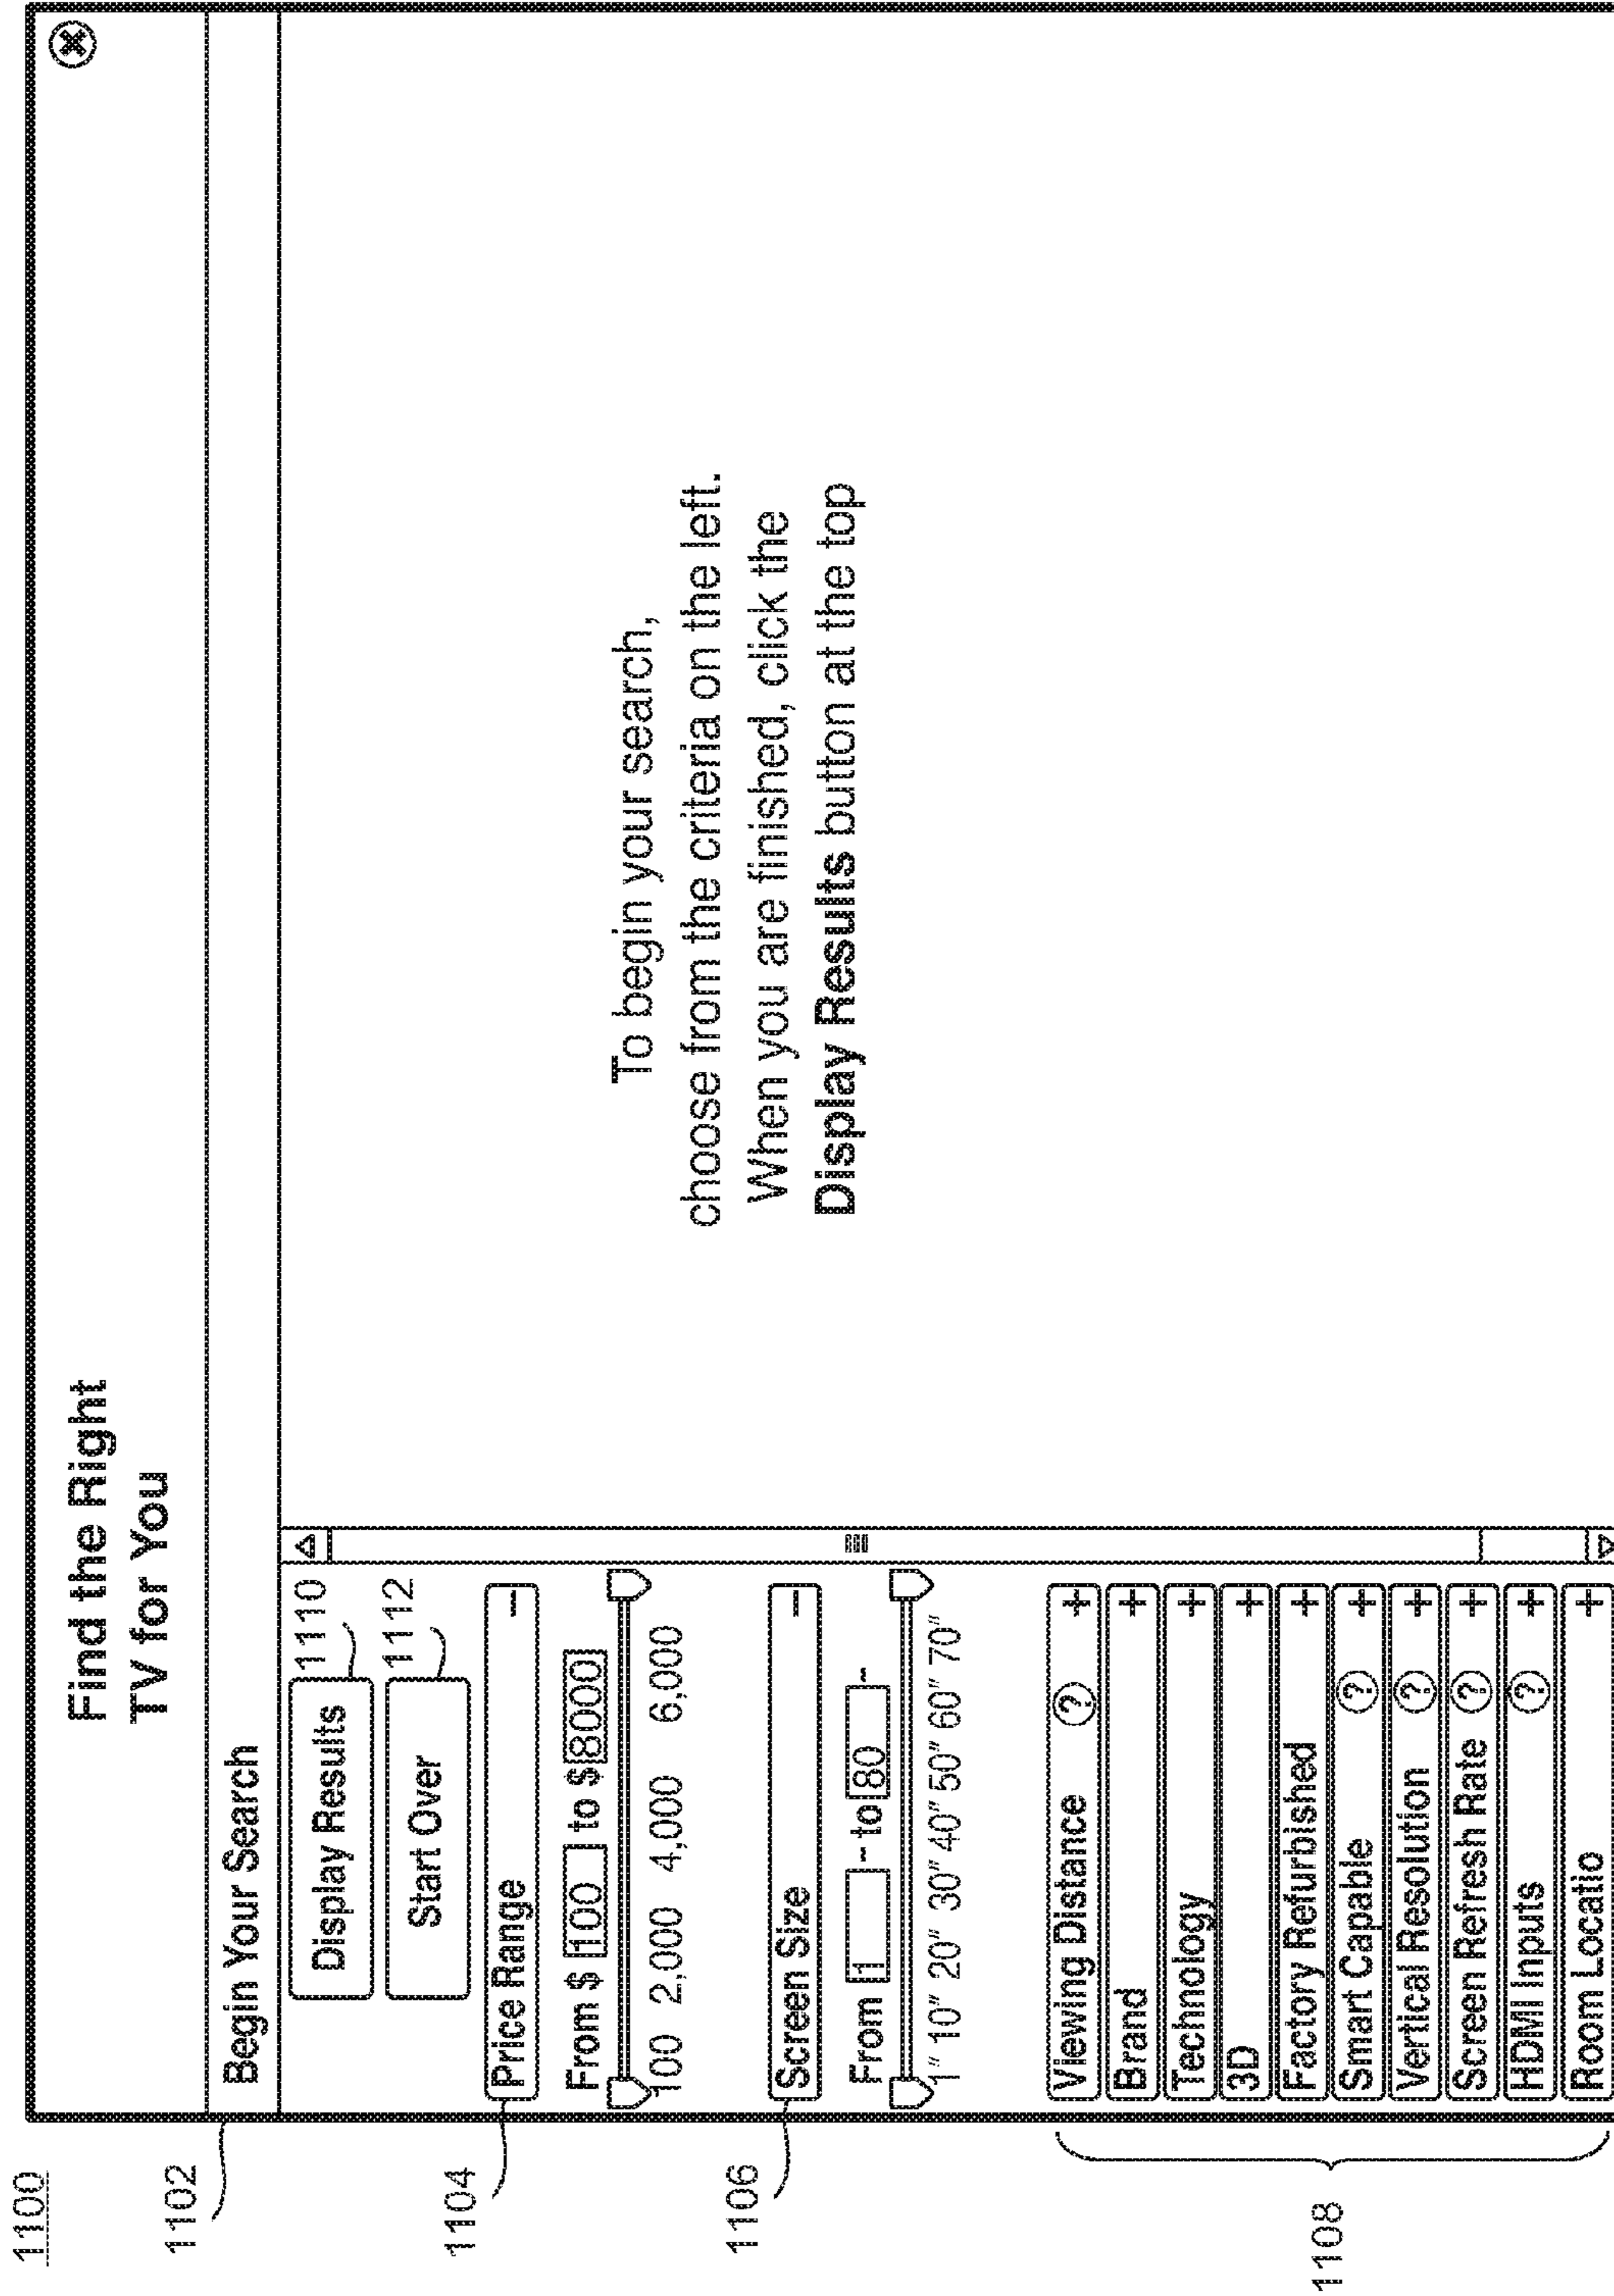 1100
Find the Right
TV for You
1102
Begin Your Search
Display Results
1110
Start Over
1112
1104
Price Range −
From $ 100 to $ 8000
100 2,000 4,000 6,000
1106
Screen Size −
From 1 - to 80 -
1" 10" 20" 30" 40" 50" 60" 70"
To begin your search,
choose from the criteria on the left.
When you are finished, click the
Display Results button at the top
1108
Viewing Distance ? +
Brand +
Technology +
3D +
Factory Refurbished +
Smart Capable ? +
Vertical Resolution ? +
Screen Refresh Rate ? +
HDMI Inputs ? +
Room Locatio +